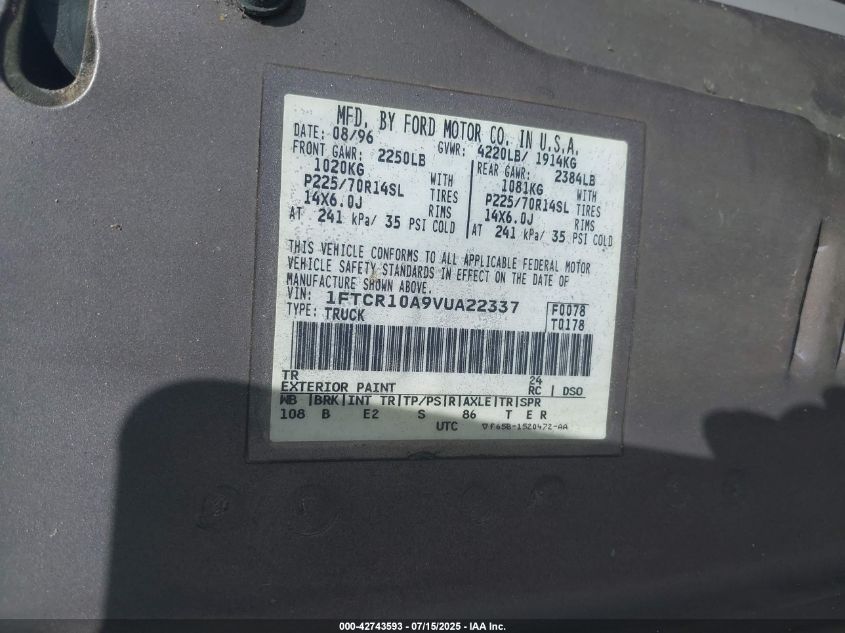 MFD. BY FORD MOTOR CO. IN U.S.A.
DATE: 08/96 GVWR: 4220LB/ 1914KG
FRONT GAWR: 2250LB REAR GAWR: 2384LB
1020KG WITH 1081KG WITH
P225/70R14SL TIRES P225/70R14SL TIRES
14X6.0J RIMS 14X6.0J RIMS
AT 241 kPa/ 35 PSI COLD AT 241 kPa/ 35 PSI COLD
THIS VEHICLE CONFORMS TO ALL APPLICABLE FEDERAL MOTOR
VEHICLE SAFETY STANDARDS IN EFFECT ON THE DATE OF
MANUFACTURE SHOWN ABOVE.
VIN: 1FTCR10A9VUA22337 F0078
TYPE: TRUCK T0178
TR 24
EXTERIOR PAINT RC DSO
WB BRK INT TR TP/PS R AXLE TR SPR
108 B E2 S 86 T E R
UTC F65B-1520472-AA
000-42743593 / 07/15/2025 - IAA Inc.